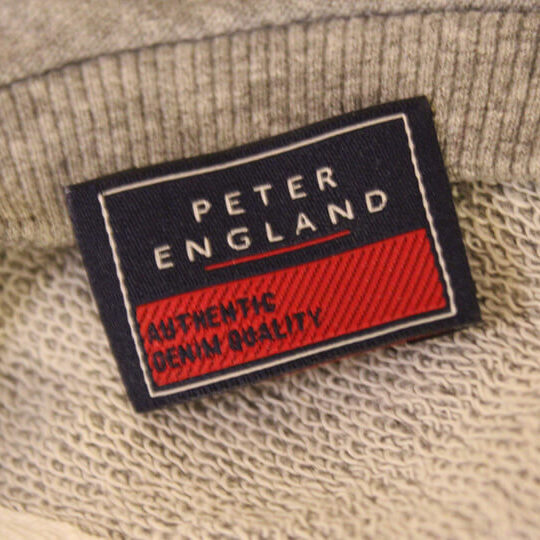 PETER
ENGLAND
AUTHENTIC
DENIM QUALITY